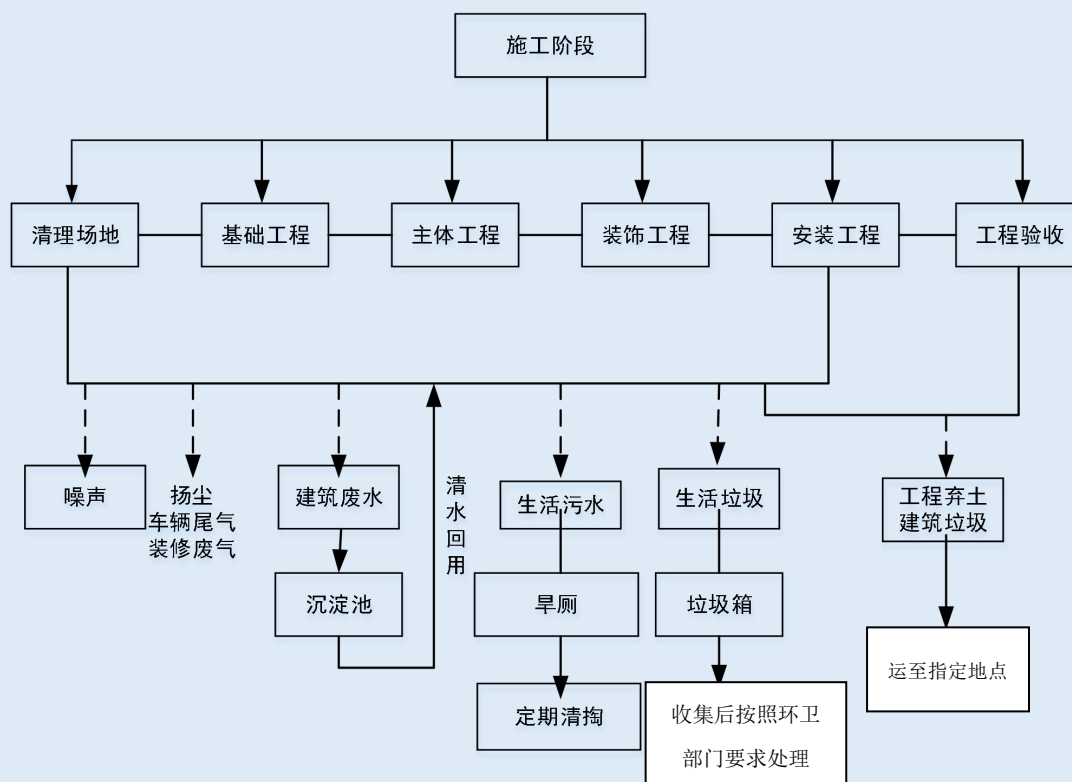 施工阶段
清理场地
基础工程
主体工程
装饰工程
安装工程
工程验收
噪声
扬尘
车辆尾气
装修废气
建筑废水
清水回用
生活污水
生活垃圾
工程弃土
建筑垃圾
沉淀池
旱厕
垃圾箱
运至指定地点
定期清掏
收集后按照环卫
部门要求处理